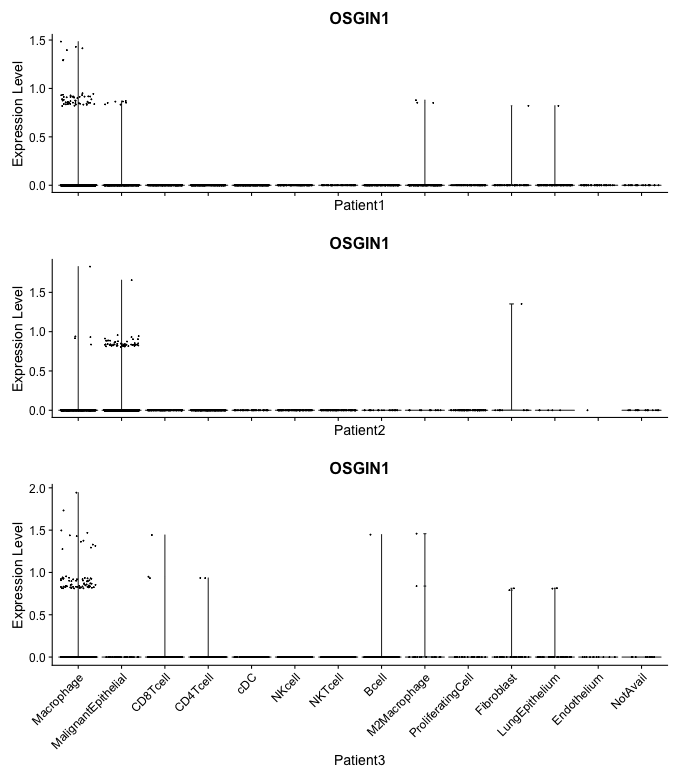 OSGIN1
Expression Level
1.5
1.0
0.5
0.0
Patient1
OSGIN1
Expression Level
1.5
1.0
0.5
0.0
Patient2
OSGIN1
Expression Level
2.0
1.5
1.0
0.5
0.0
Macrophage
MalignantEpithelial
CD8Tcell
CD4Tcell
cDC
NKcell
NKTcell
Bcell
M2Macrophage
ProliferatingCell
Fibroblast
LungEpithelium
Endothelium
NotAvail
Patient3